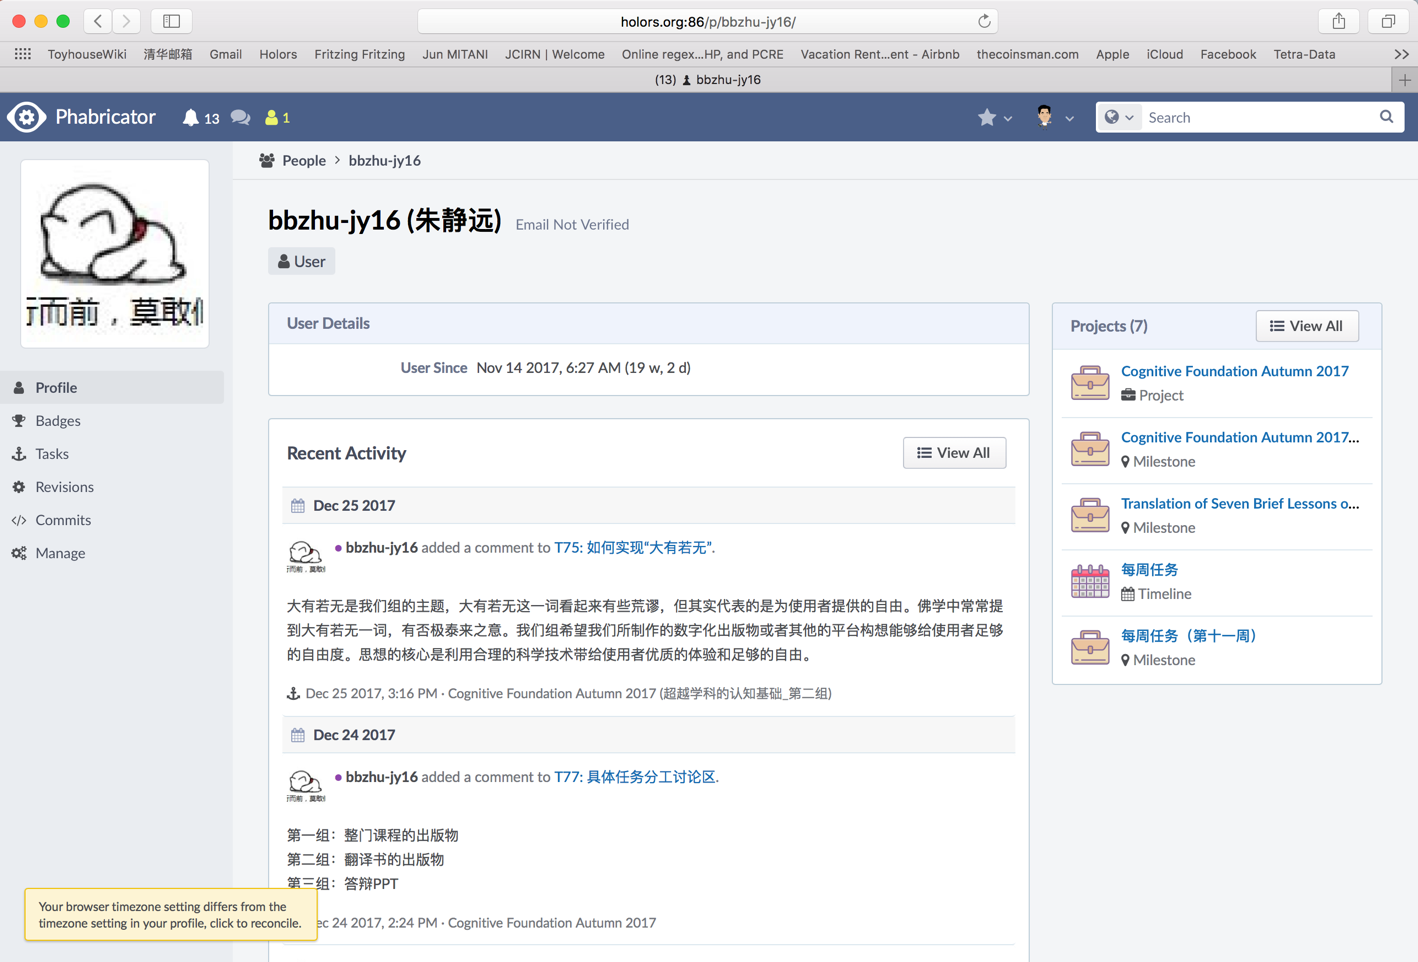 holors.org:86/p/bbzhu-jy16/
ToyhouseWiki 清华邮箱 Gmail Holors Fritzing Fritzing Jun MITANI JCIRN | Welcome Online regex...HP, and PCRE Vacation Rent...ent - Airbnb thecoinsman.com Apple iCloud Facebook Tetra-Data
(13) bbzhu-jy16
Phabricator 13 1 Search
People > bbzhu-jy16
而前，莫敢
bbzhu-jy16 (朱静远) Email Not Verified
User
Profile
Badges
Tasks
Revisions
Commits
Manage
User Details
User Since Nov 14 2017, 6:27 AM (19 w, 2 d)
Recent Activity View All
Dec 25 2017
bbzhu-jy16 added a comment to T75: 如何实现“大有若无”.
而前，莫敢
大有若无是我们组的主题，大有若无这一词看起来有些荒谬，但其实代表的是为使用者提供的自由。佛学中常常提
到大有若无一词，有否极泰来之意。我们组希望我们所制作的数字化出版物或者其他的平台构想能够给使用者足够
的自由度。思想的核心是利用合理的科学技术带给使用者优质的体验和足够的自由。
Dec 25 2017, 3:16 PM · Cognitive Foundation Autumn 2017 (超越学科的认知基础_第二组)
Dec 24 2017
bbzhu-jy16 added a comment to T77: 具体任务分工讨论区.
而前，莫敢
第一组：整门课程的出版物
第二组：翻译书的出版物
第三组：答辩PPT
ec 24 2017, 2:24 PM · Cognitive Foundation Autumn 2017
Projects (7) View All
Cognitive Foundation Autumn 2017
Project
Cognitive Foundation Autumn 2017...
Milestone
Translation of Seven Brief Lessons o...
Milestone
每周任务
Timeline
每周任务（第十一周）
Milestone
Your browser timezone setting differs from the
timezone setting in your profile, click to reconcile.